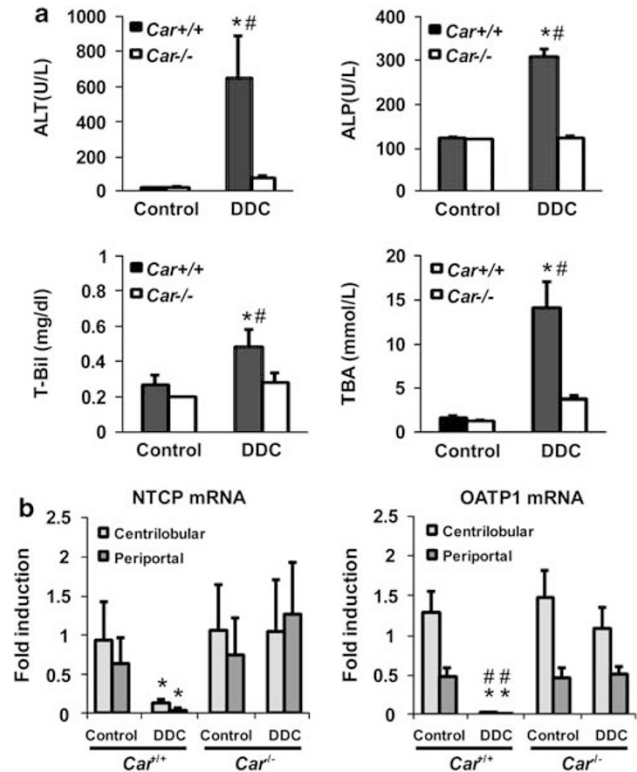 a
ALT(U/L)
1000
800
600
400
200
0
Car+/+
Car-/-
*#
Control DDC
ALP(U/L)
400
300
200
100
0
Car+/+
Car-/-
*#
Control DDC
T-Bil (mg/dl)
1
0.8
0.6
0.4
0.2
0
Car+/+
Car-/-
*#
Control DDC
TBA (mmol/L)
20
15
10
5
0
Car+/+
Car-/-
*#
Control DDC
b
NTCP mRNA
Fold induction
2.5
2
1.5
1
0.5
0
Centrilobular
Periportal
* *
Control DDC Control DDC
Car+/+ Car-/-
OATP1 mRNA
Fold induction
2.5
2
1.5
1
0.5
0
Centrilobular
Periportal
# #
* *
Control DDC Control DDC
Car+/+ Car-/-